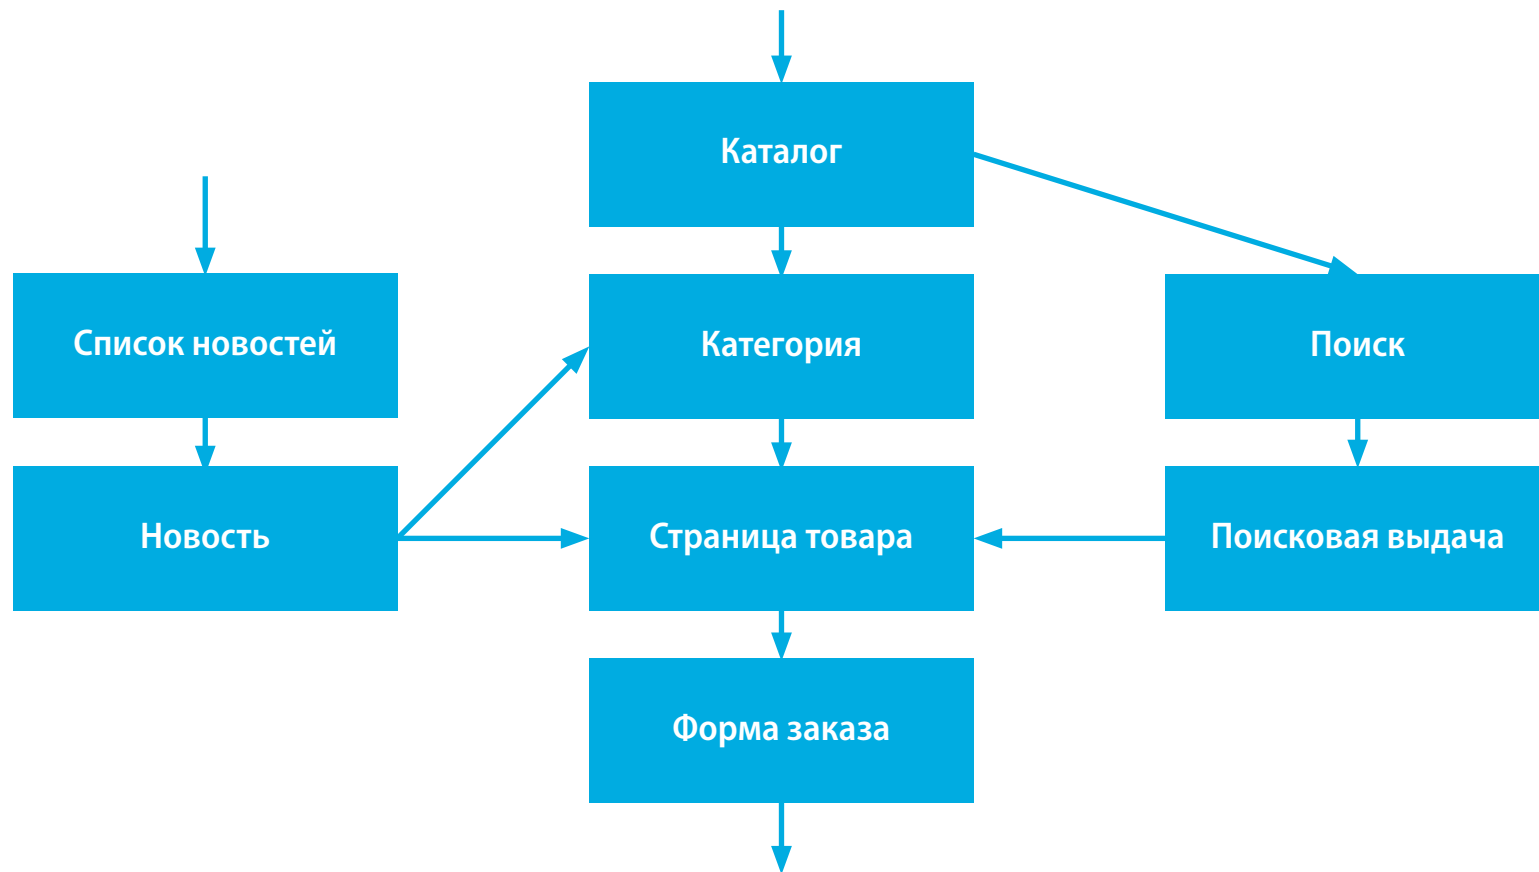 Каталог
Список новостей
Категория
Поиск
Новость
Страница товара
Поисковая выдача
Форма заказа